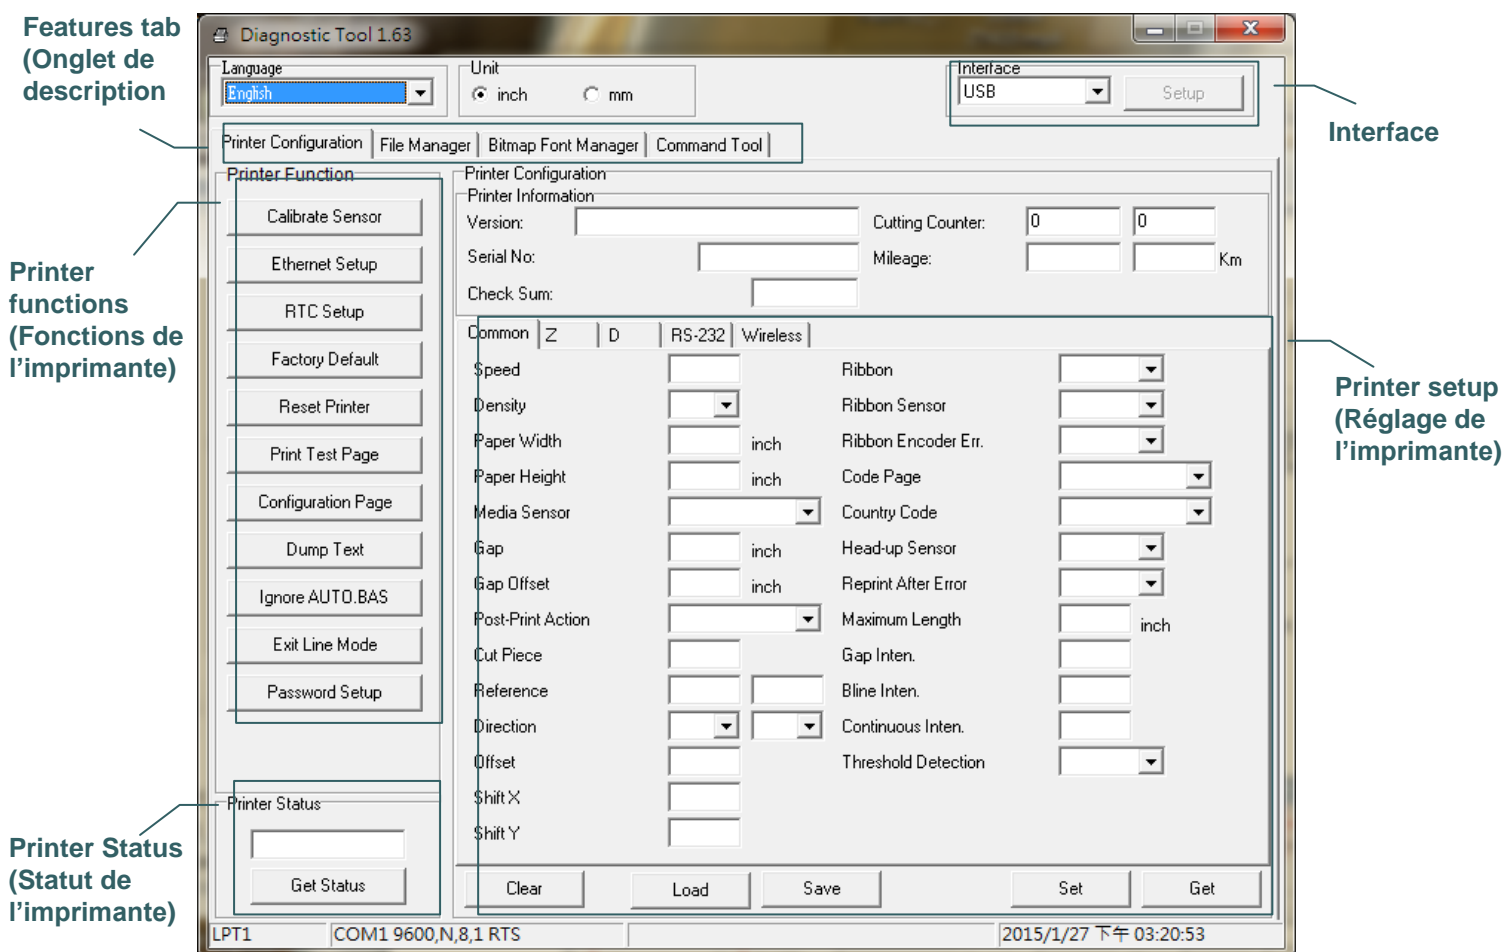 Features tab
(Onglet de
description
Diagnostic Tool 1.63
Language
English
Unit
inch
mm
Interface
USB
Setup
Interface
Printer Configuration
File Manager
Bitmap Font Manager
Command Tool
Printer Function
Calibrate Sensor
Ethernet Setup
RTC Setup
Factory Default
Reset Printer
Print Test Page
Configuration Page
Dump Text
Ignore AUTO.BAS
Exit Line Mode
Password Setup
Printer
functions
(Fonctions de
l’imprimante)
Printer Configuration
Printer Information
Version:
Cutting Counter:
0
0
Serial No:
Mileage:
Km
Check Sum:
Common
Z
D
RS-232
Wireless
Speed
Ribbon
Density
Ribbon Sensor
Paper Width
inch
Ribbon Encoder Err.
Paper Height
inch
Code Page
Media Sensor
Country Code
Gap
inch
Head-up Sensor
Gap Offset
inch
Reprint After Error
Post-Print Action
Maximum Length
inch
Cut Piece
Gap Inten.
Reference
Bline Inten.
Direction
Continuous Inten.
Offset
Threshold Detection
Shift X
Shift Y
Printer setup
(Réglage de
l’imprimante)
Printer Status
Get Status
Printer Status
(Statut de
l’imprimante)
Clear
Load
Save
Set
Get
LPT1
COM1 9600,N,8,1 RTS
2015/1/27 下午 03:20:53